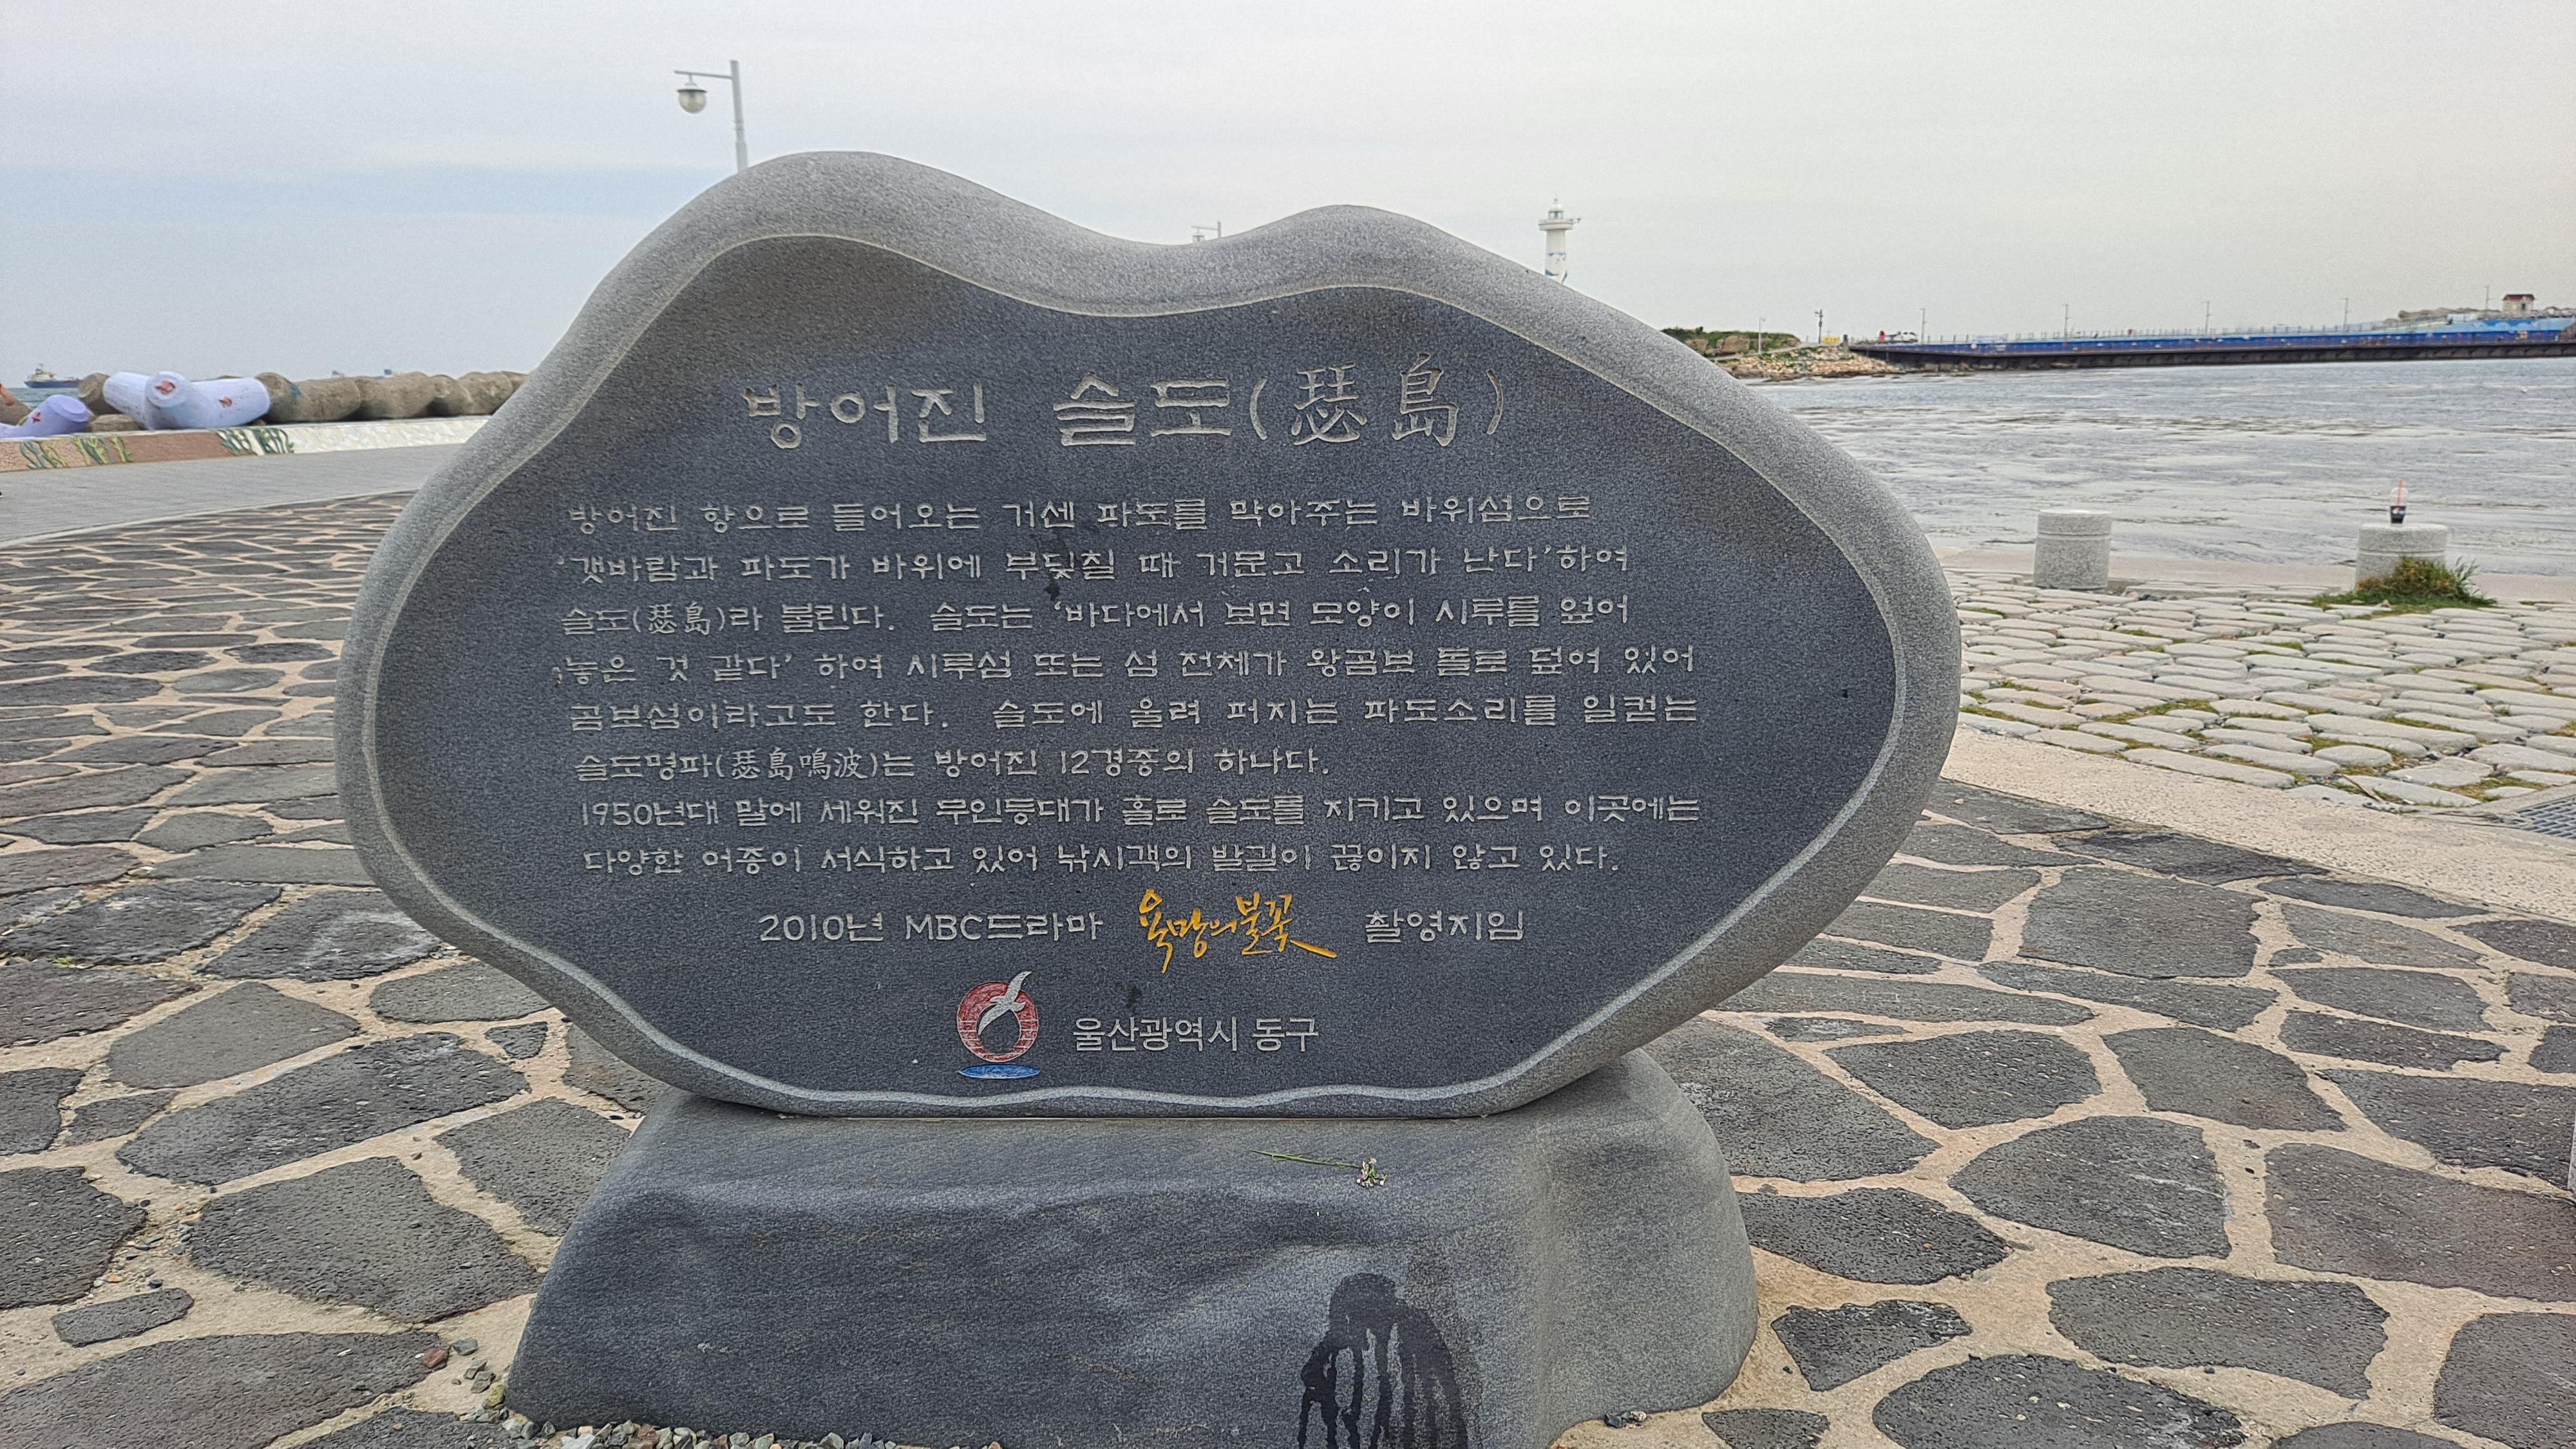 방어진 슬도(瑟島)
방어진 항으로 들어오는 거센 파도를 막아주는 바위섬으로
‘갯바람과 파도가 바위에 부딪칠 때 거문고 소리가 난다’하여
슬도(瑟島)라 불린다. 슬도는 ‘바다에서 보면 모양이 시루를 엎어
놓은 것 같다’ 하여 시루섬 또는 섬 전체가 왕곰보 돌로 덮여 있어
곰보섬이라고도 한다. 슬도에 울려 퍼지는 파도소리를 일컫는
슬도명파(瑟島鳴波)는 방어진 12경중의 하나다.
1950년대 말에 세워진 무인등대가 홀로 슬도를 지키고 있으며 이곳에는
다양한 어종이 서식하고 있어 낚시객의 발길이 끊이지 않고 있다.
2010년 MBC드라마 욕망의불꽃 촬영지임
울산광역시 동구